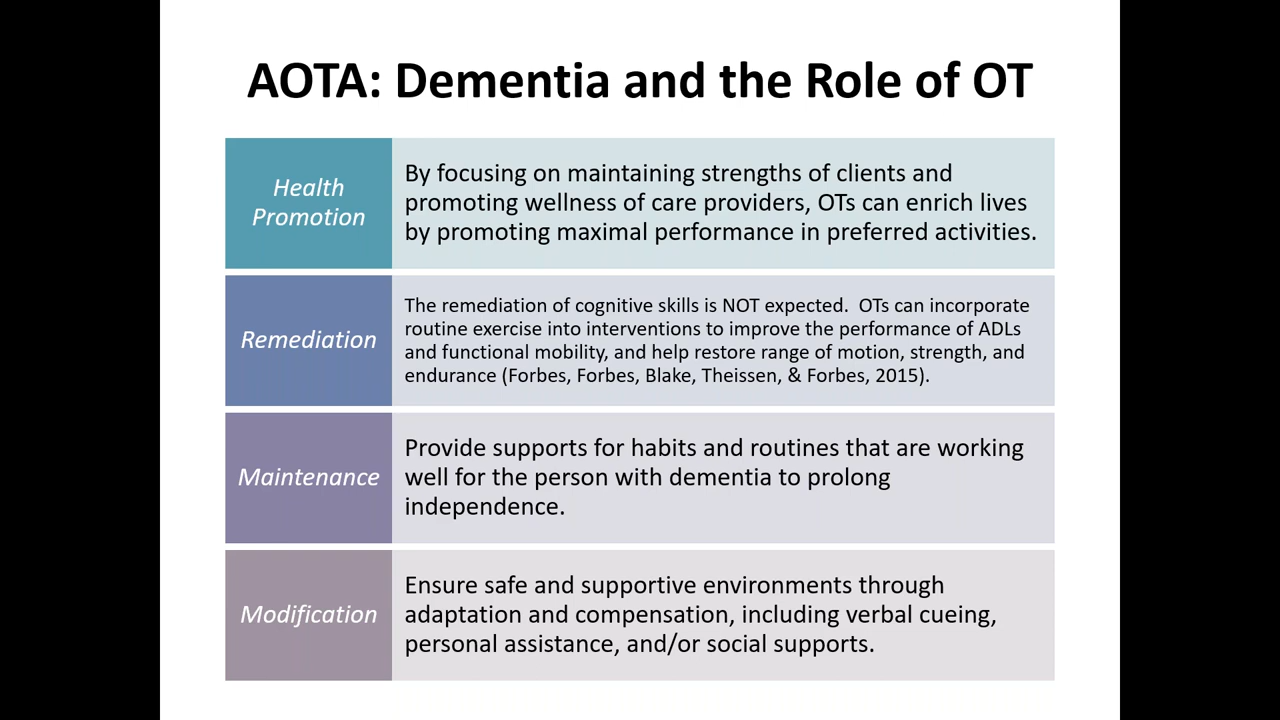 AOTA: Dementia and the Role of OT
Health
Promotion
By focusing on maintaining strengths of clients and
promoting wellness of care providers, OTs can enrich lives
by promoting maximal performance in preferred activities.
Remediation
The remediation of cognitive skills is NOT expected.  OTs can incorporate
routine exercise into interventions to improve the performance of ADLs
and functional mobility, and help restore range of motion, strength, and
endurance (Forbes, Forbes, Blake, Theissen, & Forbes, 2015).
Maintenance
Provide supports for habits and routines that are working
well for the person with dementia to prolong
independence.
Modification
Ensure safe and supportive environments through
adaptation and compensation, including verbal cueing,
personal assistance, and/or social supports.